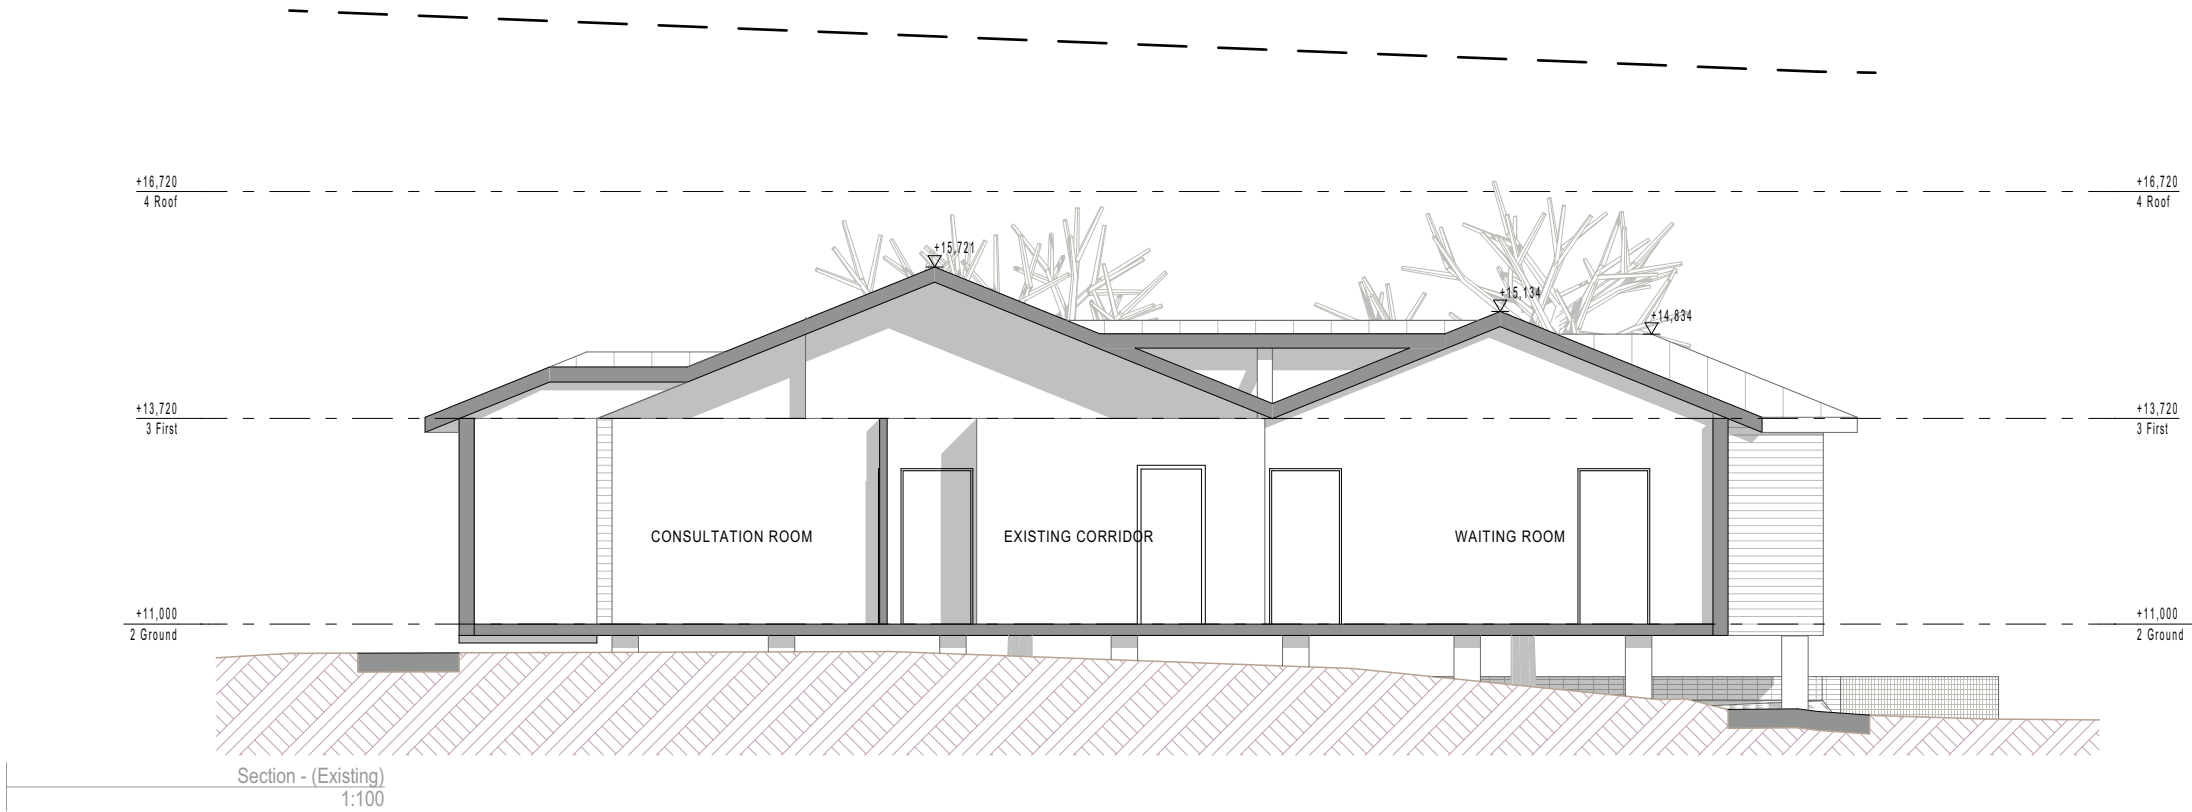 +16,720
4 Roof
+16,720
4 Roof
+15,721
+15,134
+14,834
+13,720
3 First
+13,720
3 First
CONSULTATION ROOM
EXISTING CORRIDOR
WAITING ROOM
+11,000
2 Ground
+11,000
2 Ground
Section - (Existing)
1:100